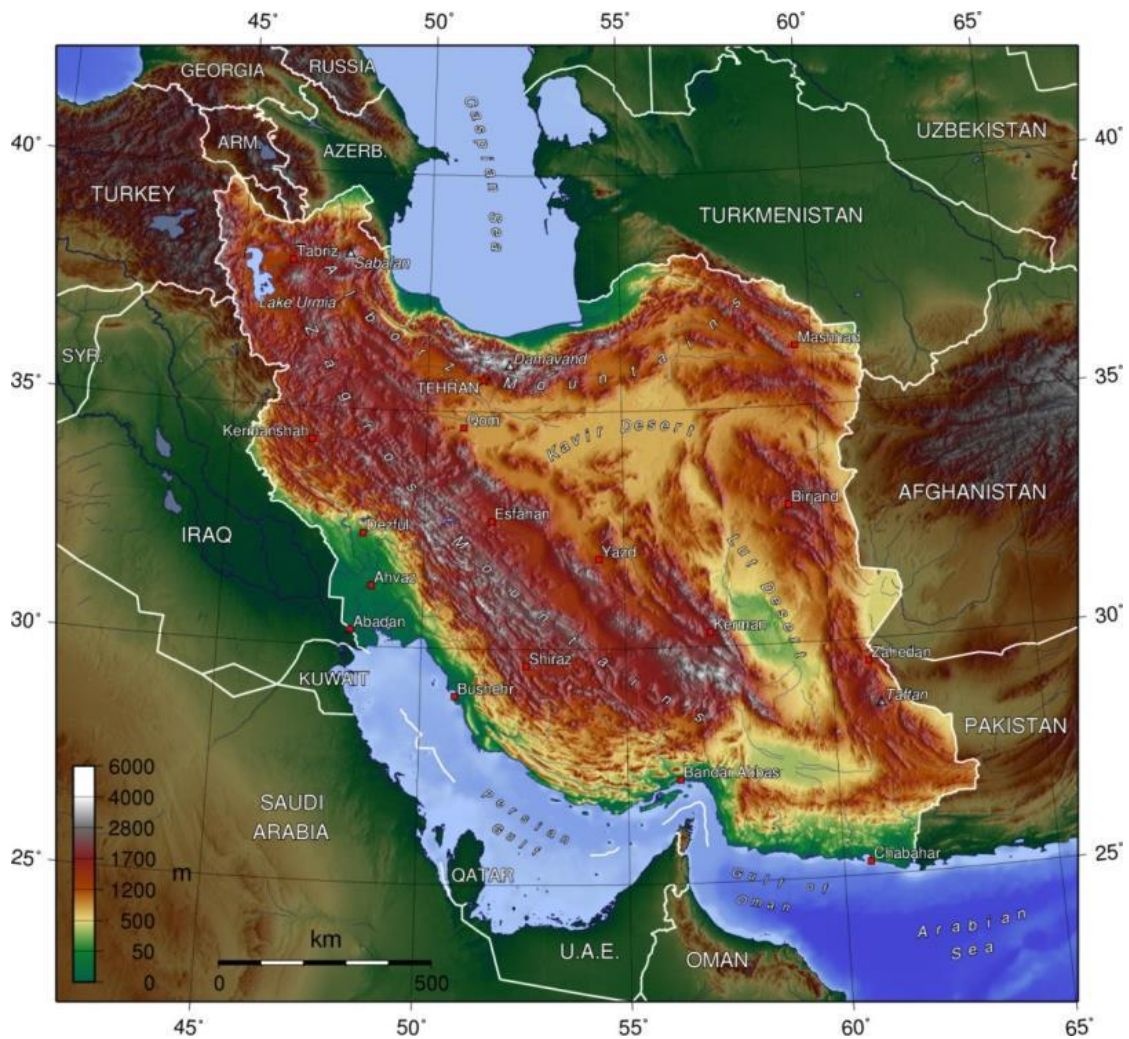 45° 50° 55° 60° 65°
GEORGIA
RUSSIA
40°
ARM.
AZERB.
Caspian Sea
UZBEKISTAN
40°
TURKEY
TURKMENISTAN
Tabriz
Sabalan
Lake Urmia
Alborz Mountains
Mashhad
SYR.
Damavand
35°
TEHRAN
35°
Qom
Kavir Desert
Kermanshah
Zagros Mountains
Birjand
AFGHANISTAN
Esfahan
IRAQ
Dezful
Yazd
Lut Desert
Ahvaz
30°
Abadan
Kerman
30°
Shiraz
Zahedan
KUWAIT
Bushehr
Taftan
PAKISTAN
Bandar Abbas
6000
4000
2800
1700
1200
500
50
0
m
SAUDI
ARABIA
Persian
Gulf
25°
QATAR
Chabahar
25°
Gulf of
Oman
Arabian
Sea
km
0 500
U.A.E.
OMAN
45° 50° 55° 60° 65°